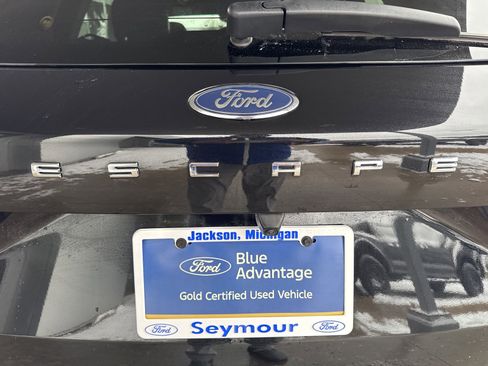 Ford
ESCAPE
Jackson, Michigan
Ford Blue
Advantage
Gold Certified Used Vehicle
Ford Seymour Ford